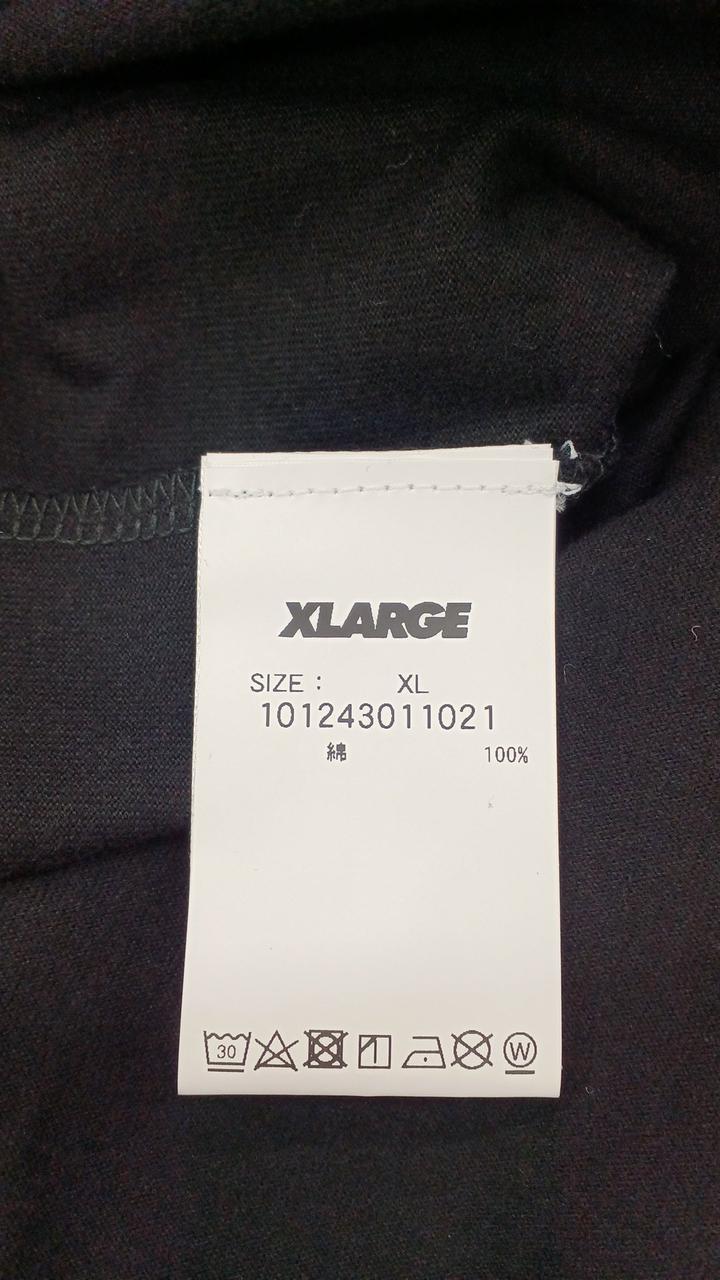 XLARGE
SIZE : XL
101243011021
綿 100%
30 W